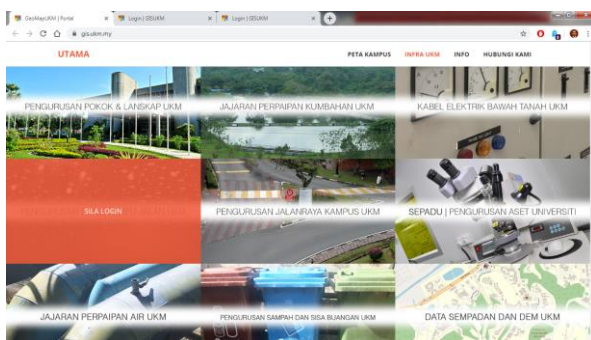 GeoMapUKM | Portal
Login | GISUKM
Login | GISUKM
gis.ukm.my
UTAMA
PETA KAMPUS INFRA UKM INFO HUBUNGI KAMI
PENGURUSAN POKOK & LANSKAP UKM
JAJARAN PERPAIPAN KUMBAHAN UKM
KABEL ELEKTRIK BAWAH TANAH UKM
SILA LOGIN
PENGURUSAN JALANRAYA KAMPUS UKM
SEPADU | PENGURUSAN ASET UNIVERSITI
JAJARAN PERPAIPAN AIR UKM
PENGURUSAN SAMPAH DAN SISA BUANGAN UKM
DATA SEMPADAN DAN DEM UKM